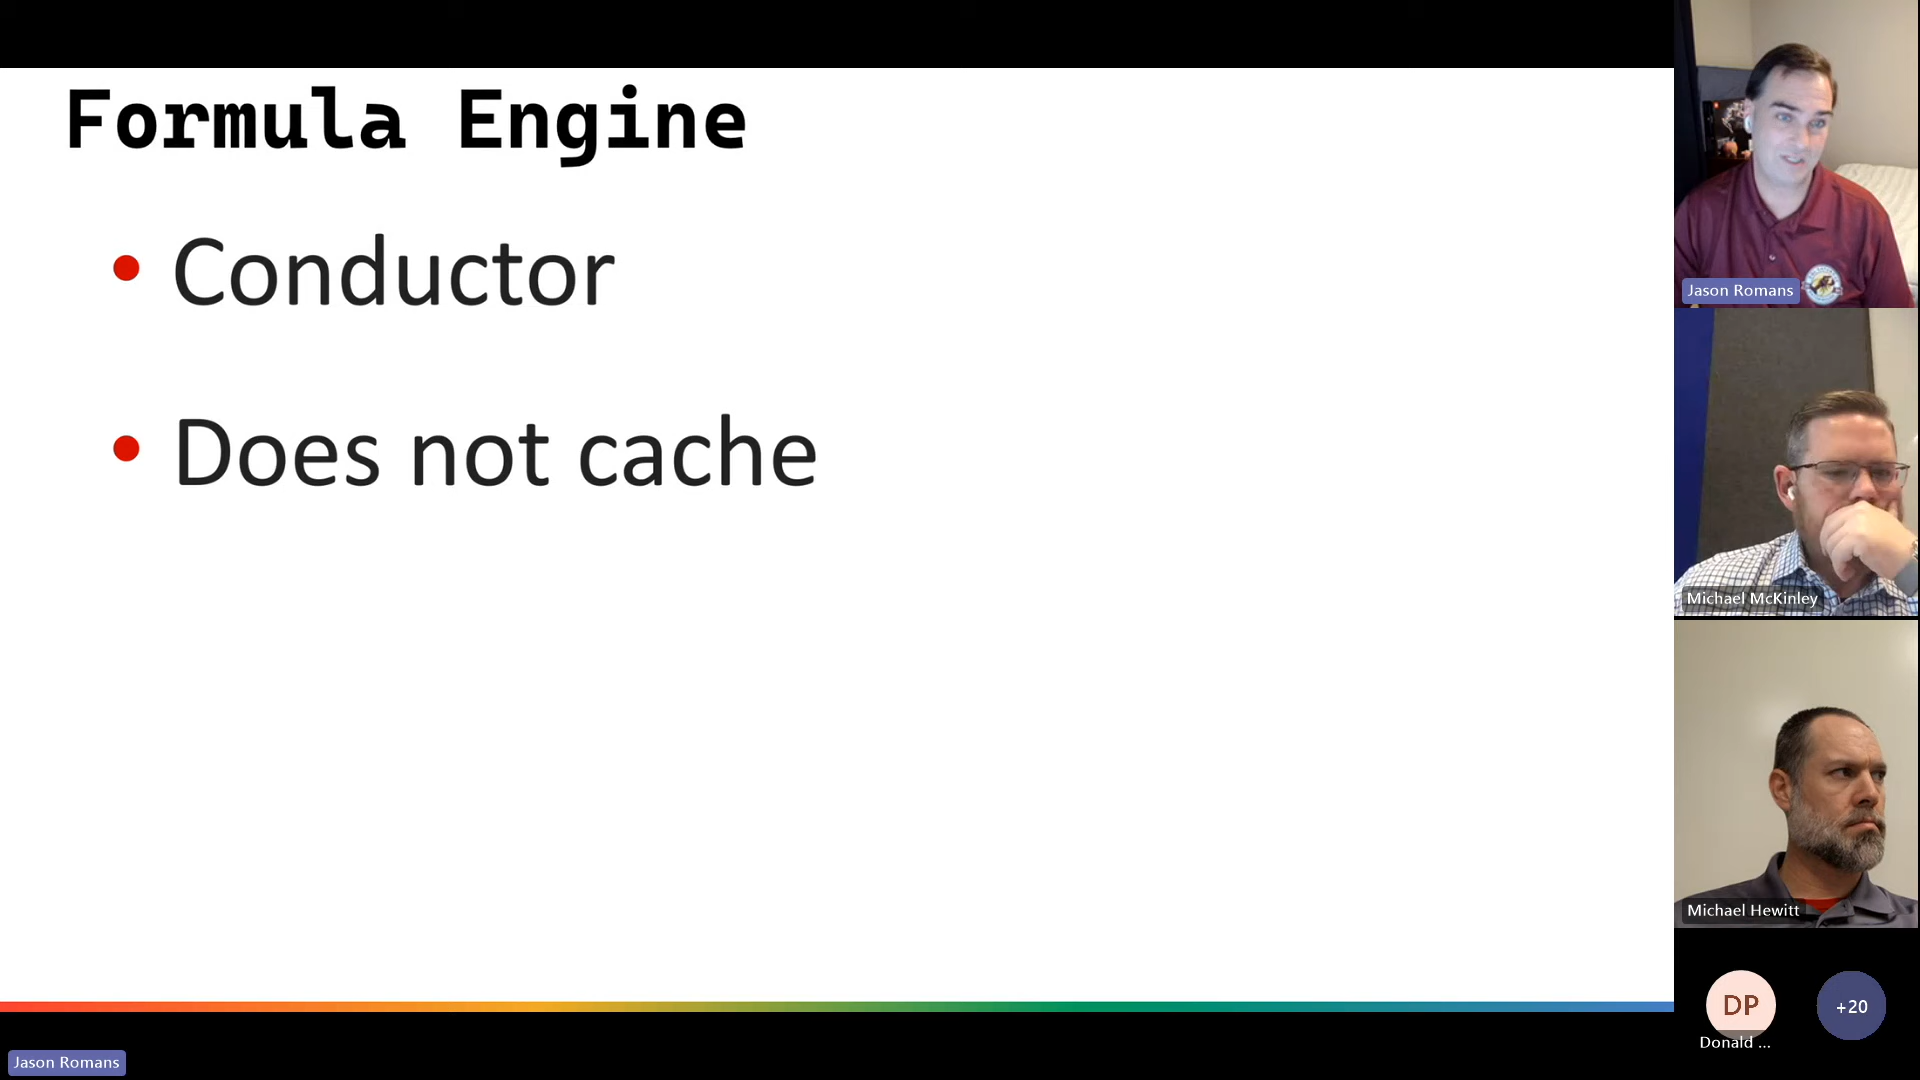 Formula Engine
• Conductor
• Does not cache
Jason Romans
Michael McKinley
Michael Hewitt
DP
+20
Donald ...
Jason Romans